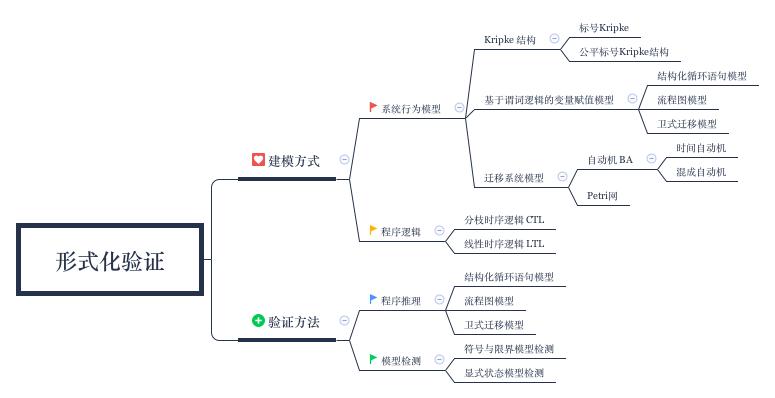 形式化验证
建模方式
系统行为模型
Kripke 结构
标号Kripke
公平标号Kripke结构
基于谓词逻辑的变量赋值模型
结构化循环语句模型
流程图模型
卫式迁移模型
迁移系统模型
自动机 BA
时间自动机
混成自动机
Petri网
程序逻辑
分枝时序逻辑 CTL
线性时序逻辑 LTL
验证方法
程序推理
结构化循环语句模型
流程图模型
卫式迁移模型
模型检测
符号与限界模型检测
显式状态模型检测